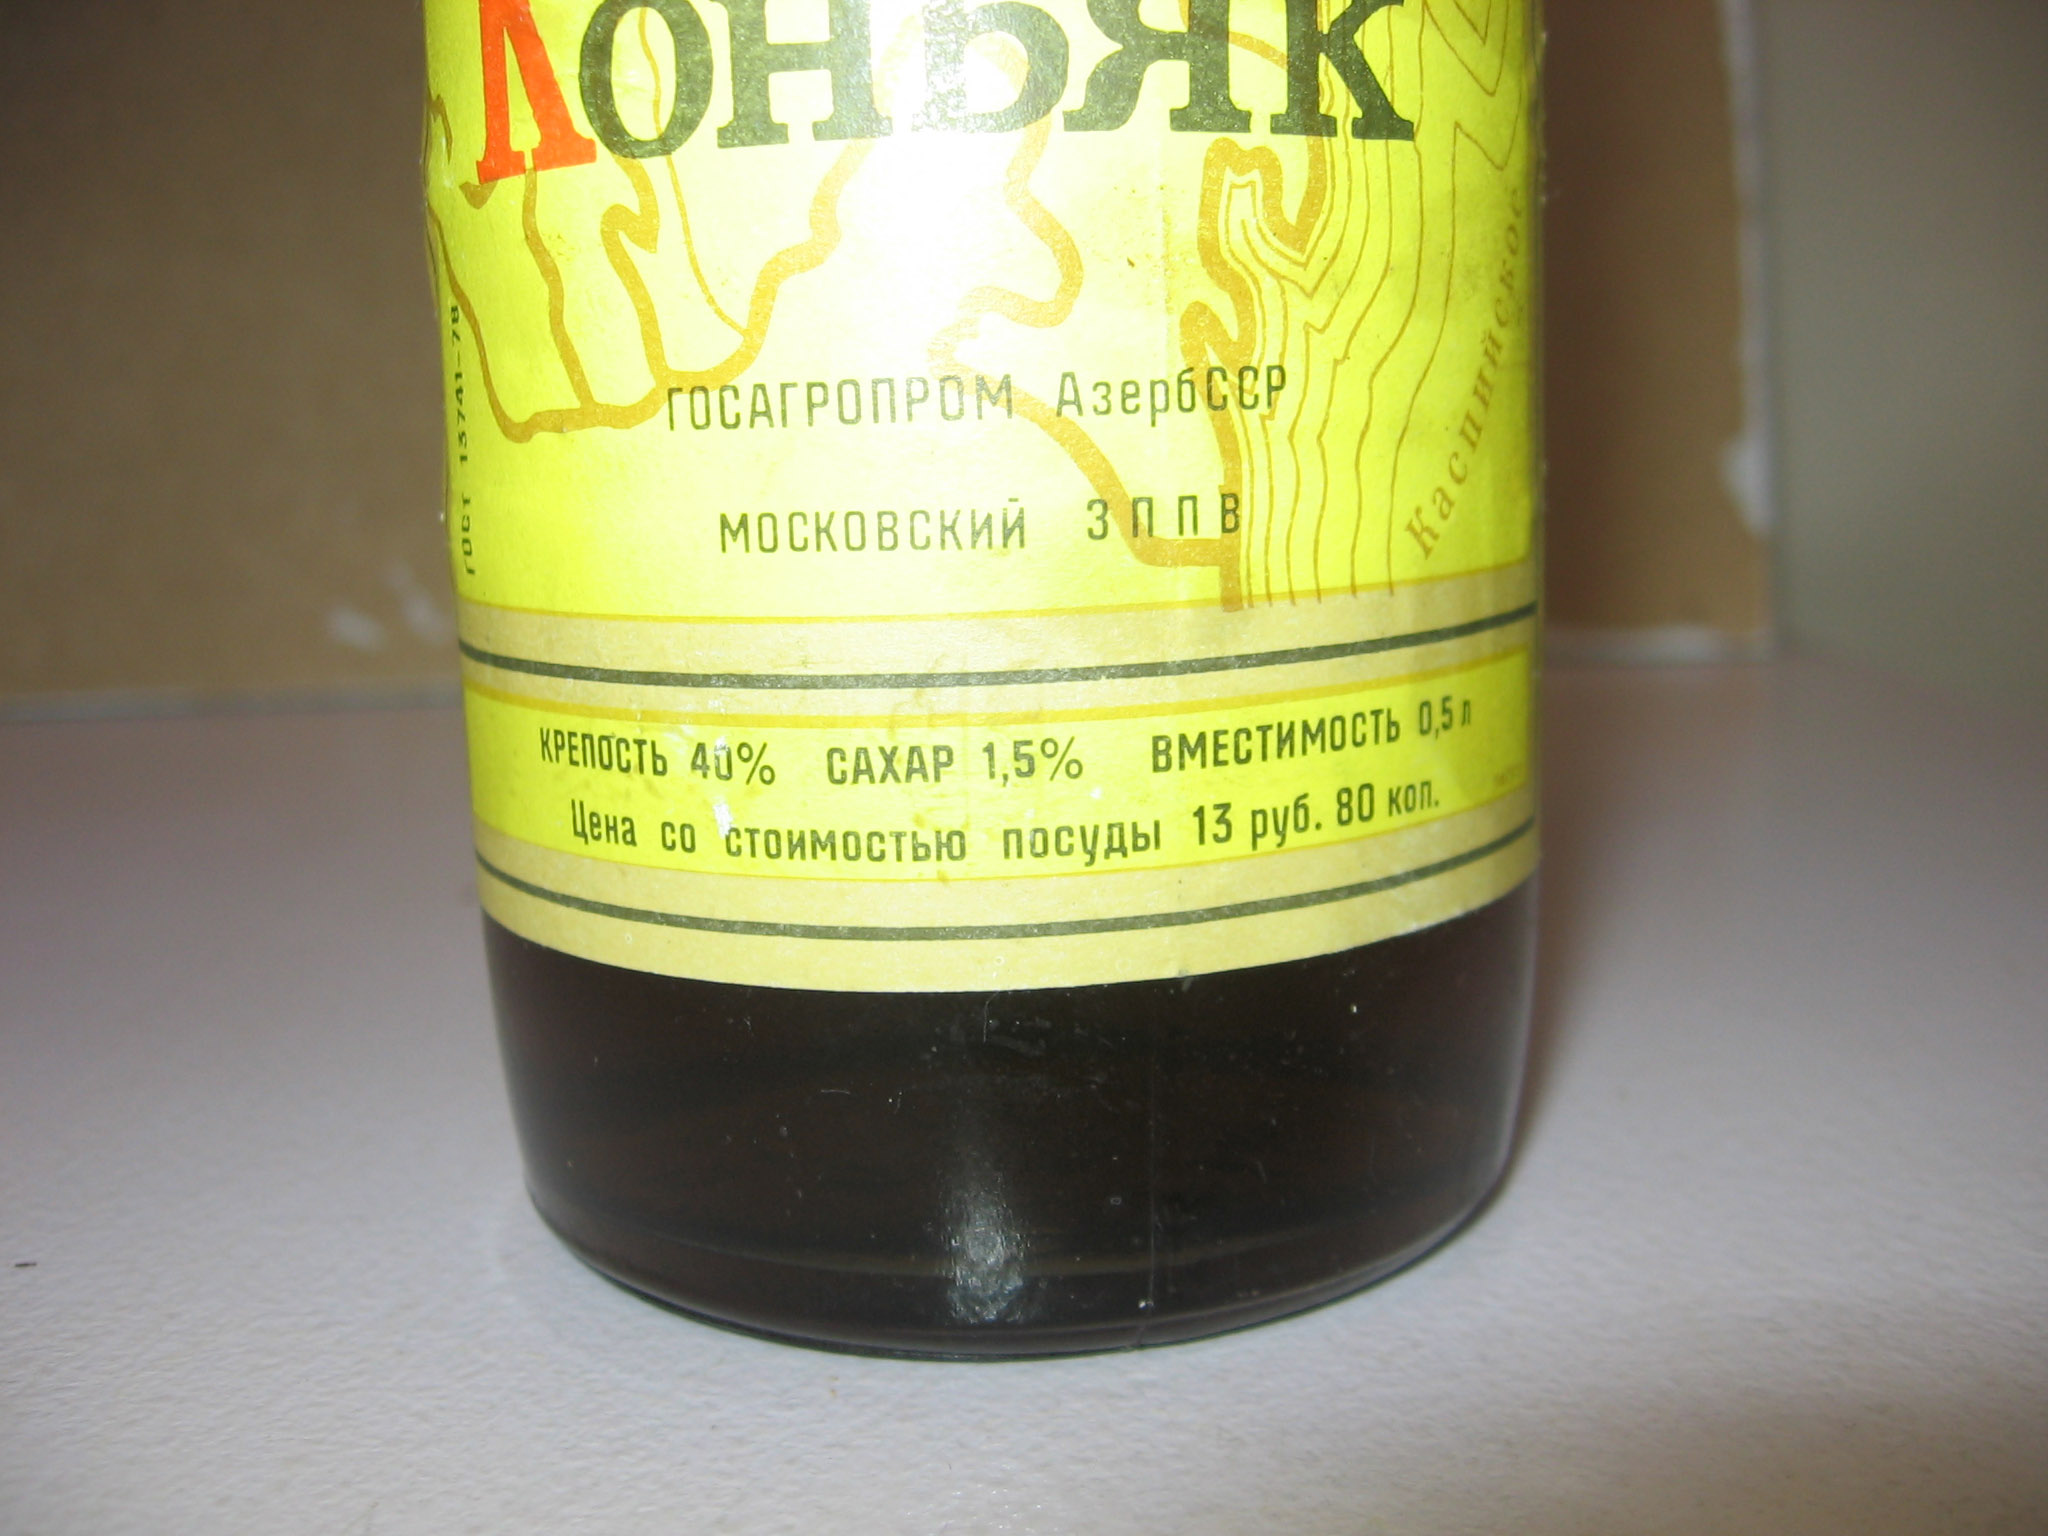 Коньяк
ГОСТ 13741-78
ГОСАГРОПРОМ АзербССР
МОСКОВСКИЙ ЗППВ
Каспийское
КРЕПОСТЬ 40% САХАР 1,5% ВМЕСТИМОСТЬ 0,5 л
Цена со стоимостью посуды 13 руб. 80 коп.